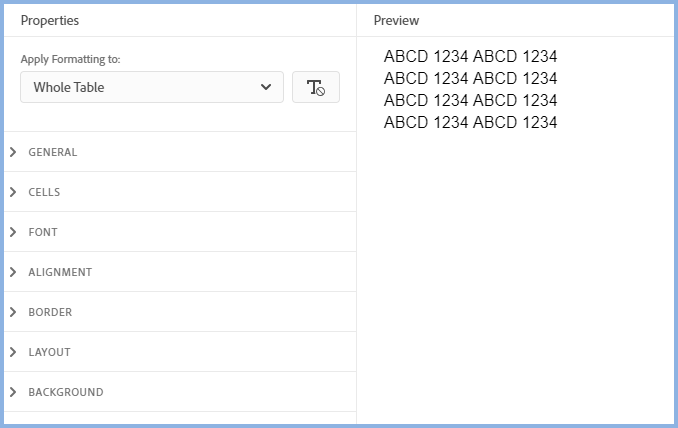 Properties
Apply Formatting to:
Whole Table
GENERAL
CELLS
FONT
ALIGNMENT
BORDER
LAYOUT
BACKGROUND
Preview
ABCD 1234 ABCD 1234
ABCD 1234 ABCD 1234
ABCD 1234 ABCD 1234
ABCD 1234 ABCD 1234